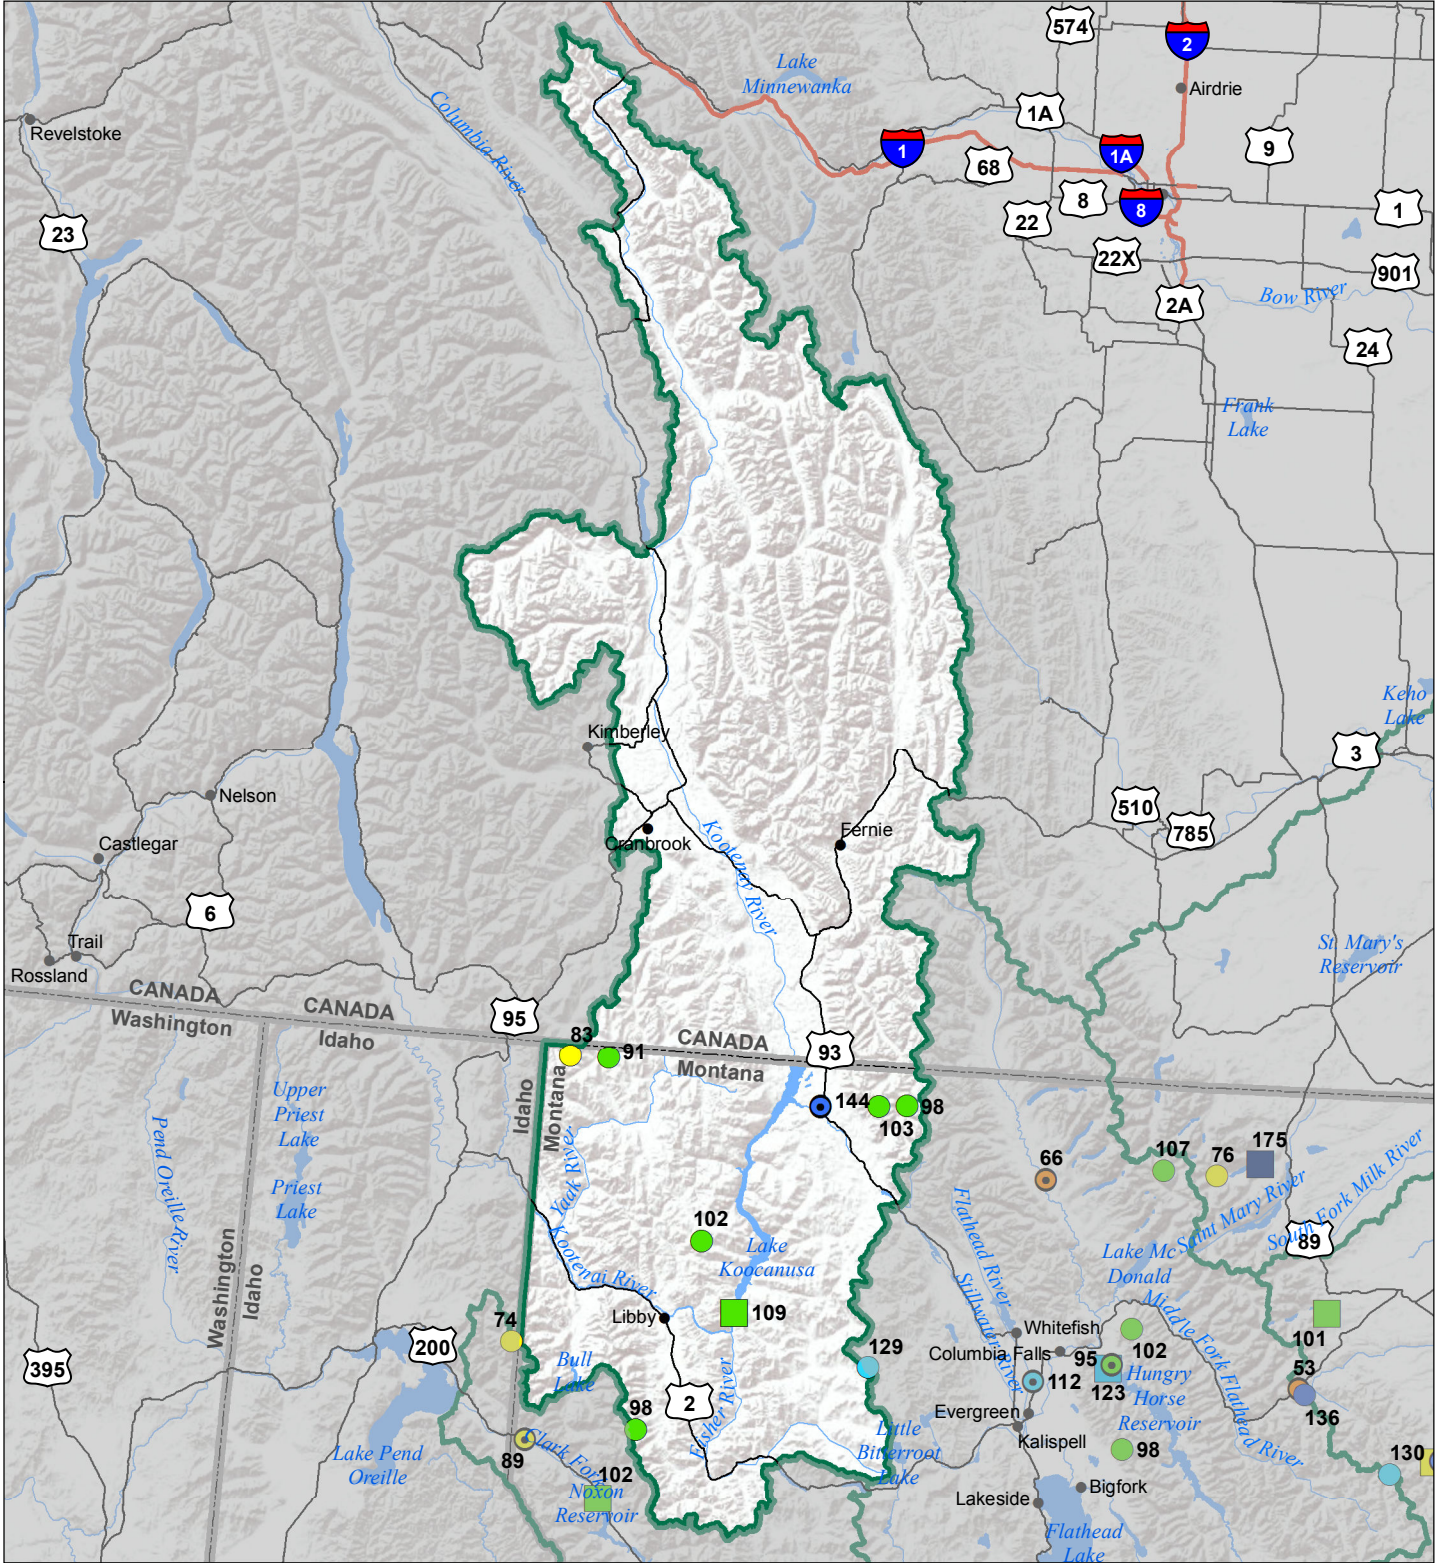 574
2
Lake
Minnewanka
Airdrie
Columbia River
1A
Revelstoke
1
68
1A
9
8
8
1
22
23
22X
901
Bow River
2A
24
Frank
Lake
Keho
Lake
Kimberley
3
Nelson
510
785
Castlegar
Cranbrook
Kootenay River
Fernie
6
Trail
Rossland
St. Mary's
Reservoir
CANADA
Washington
CANADA
Idaho
95
83
91
CANADA
Montana
93
Idaho
Montana
Upper
Priest
Lake
144
103
98
Pend Oreille River
Priest
Lake
Yaak River
66
107
76
175
Saint Mary River
South Fork Milk River
89
Flathead River
Stillwater River
Lake Mc
Donald
Middle Fork Flathead River
102
Lake
Koocanusa
Kootenai River
Washington
Idaho
Libby
109
74
200
395
Bull
Lake
129
Whitefish
Columbia Falls
102
95
123
112
Hungry
Horse
Reservoir
101
53
136
2
Fisher River
98
Evergreen
Kalispell
Little
Bitterroot
Lake
98
130
Lake Pend
Oreille
89
Clark Fork
102
Noxon
Reservoir
Bigfork
Lakeside
Flathead
Lake